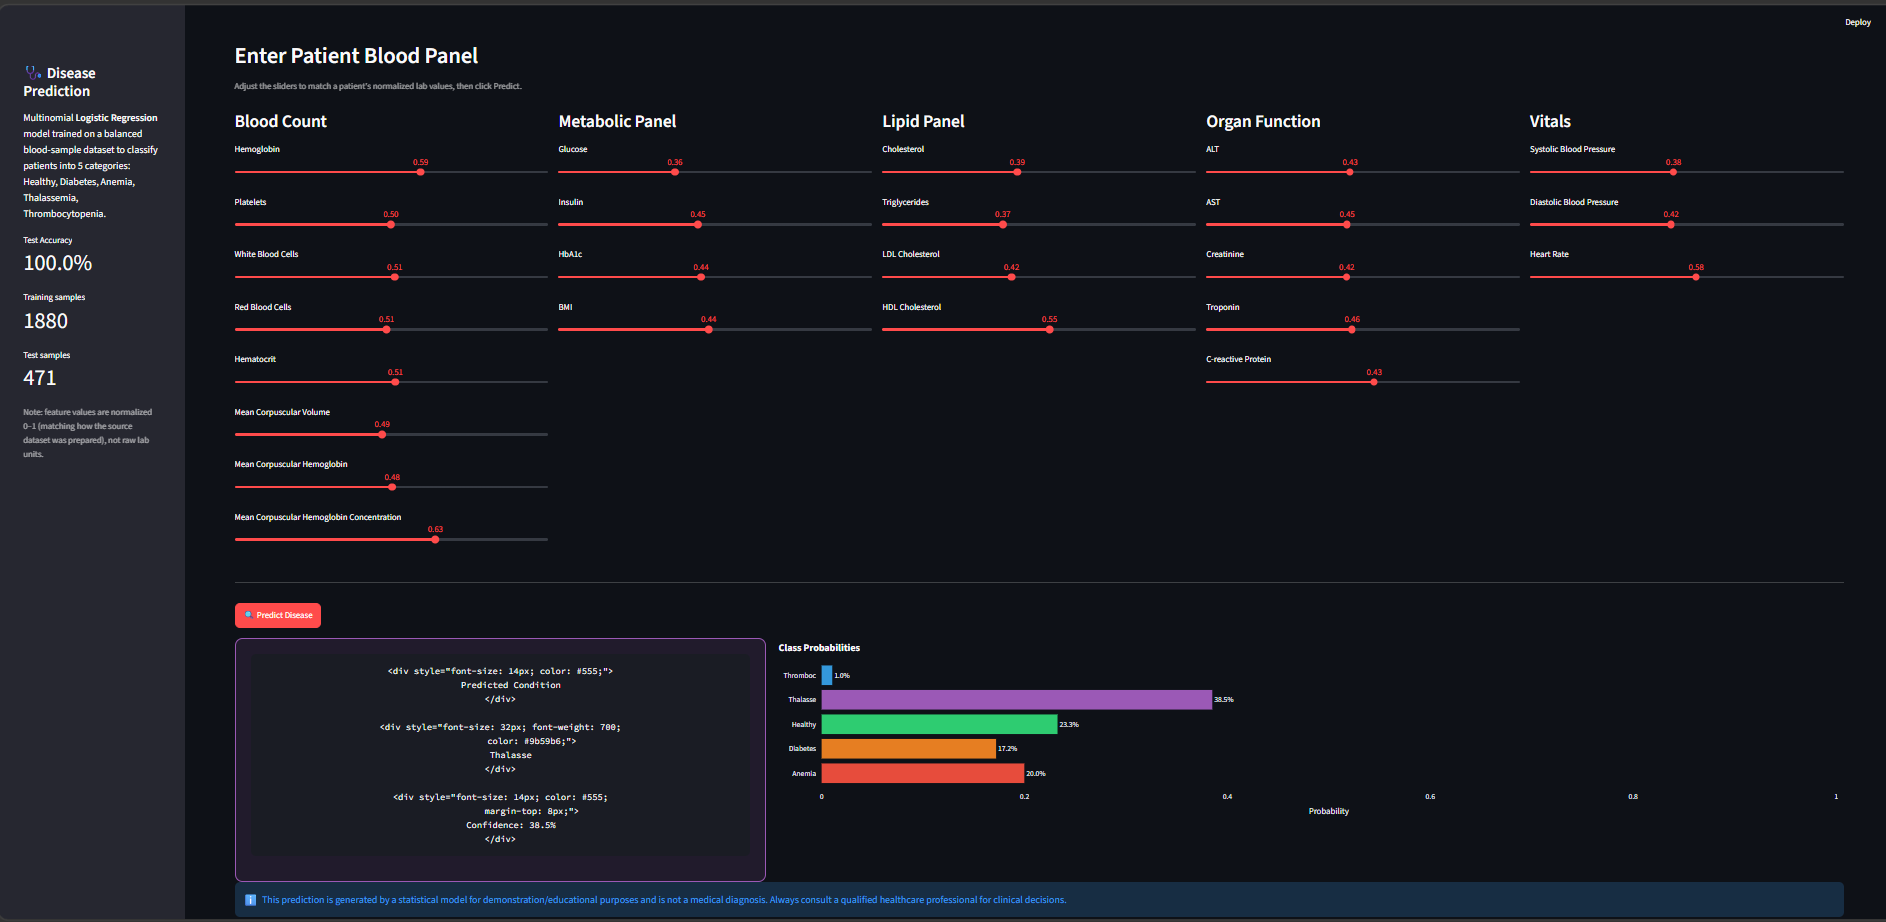 Deploy
Disease
Prediction
Multinomial Logistic Regression
model trained on a balanced
blood-sample dataset to classify
patients into 5 categories:
Healthy, Diabetes, Anemia,
Thalassemia,
Thrombocytopenia.
Test Accuracy
100.0%
Training samples
1880
Test samples
471
Note: feature values are normalized
0–1 (matching how the source
dataset was prepared), not raw lab
units.
Enter Patient Blood Panel
Adjust the sliders to match a patient's normalized lab values, then click Predict.
Blood Count
Hemoglobin
0.59
Platelets
0.50
White Blood Cells
0.51
Red Blood Cells
0.51
Hematocrit
0.51
Mean Corpuscular Volume
0.49
Mean Corpuscular Hemoglobin
0.48
Mean Corpuscular Hemoglobin Concentration
0.63
Metabolic Panel
Glucose
0.36
Insulin
0.45
HbA1c
0.44
BMI
0.44
Lipid Panel
Cholesterol
0.39
Triglycerides
0.37
LDL Cholesterol
0.42
HDL Cholesterol
0.55
Organ Function
ALT
0.43
AST
0.45
Creatinine
0.42
Troponin
0.46
C-reactive Protein
0.43
Vitals
Systolic Blood Pressure
0.38
Diastolic Blood Pressure
0.42
Heart Rate
0.58
Predict Disease
<div style="font-size: 14px; color: #555;">
Predicted Condition
</div>
<div style="font-size: 32px; font-weight: 700;
color: #9b59b6;">
Thalasse
</div>
<div style="font-size: 14px; color: #555;
margin-top: 8px;">
Confidence: 38.5%
</div>
Class Probabilities
Thromboc 1.0%
Thalasse 38.5%
Healthy 23.3%
Diabetes 17.2%
Anemia 20.0%
0 0.2 0.4 0.6 0.8 1
Probability
This prediction is generated by a statistical model for demonstration/educational purposes and is not a medical diagnosis. Always consult a qualified healthcare professional for clinical decisions.